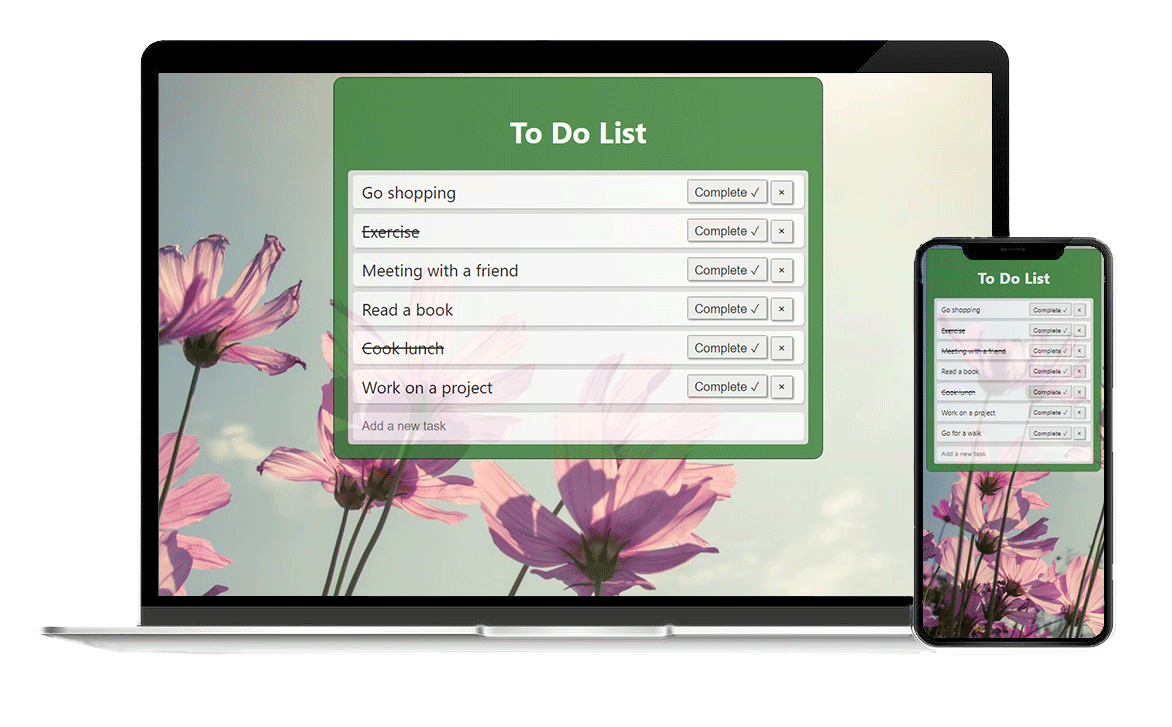 To Do List
Go shopping Complete ✓ ×
Exercise Complete ✓ ×
Meeting with a friend Complete ✓ ×
Read a book Complete ✓ ×
Cook lunch Complete ✓ ×
Work on a project Complete ✓ ×
Add a new task
To Do List
Go shopping Complete ✓ ×
Exercise Complete ✓ ×
Meeting with a friend Complete ✓ ×
Read a book Complete ✓ ×
Cook lunch Complete ✓ ×
Work on a project Complete ✓ ×
Go for a walk Complete ✓ ×
Add a new task